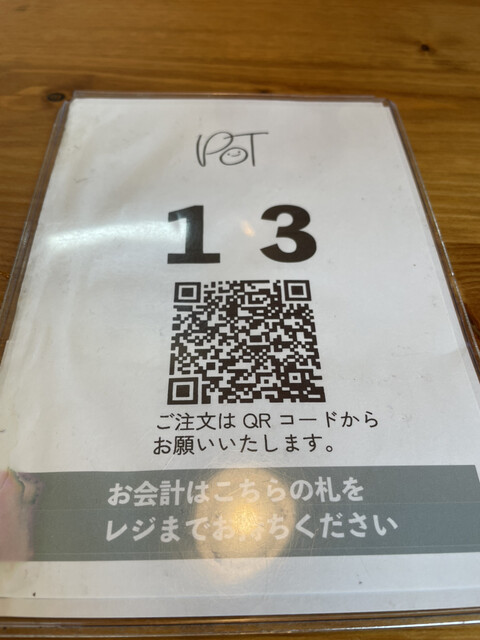 POT
13
ご注文は QR コードから
お願いいたします。
お会計はこちらの札を
レジまでお持ちください